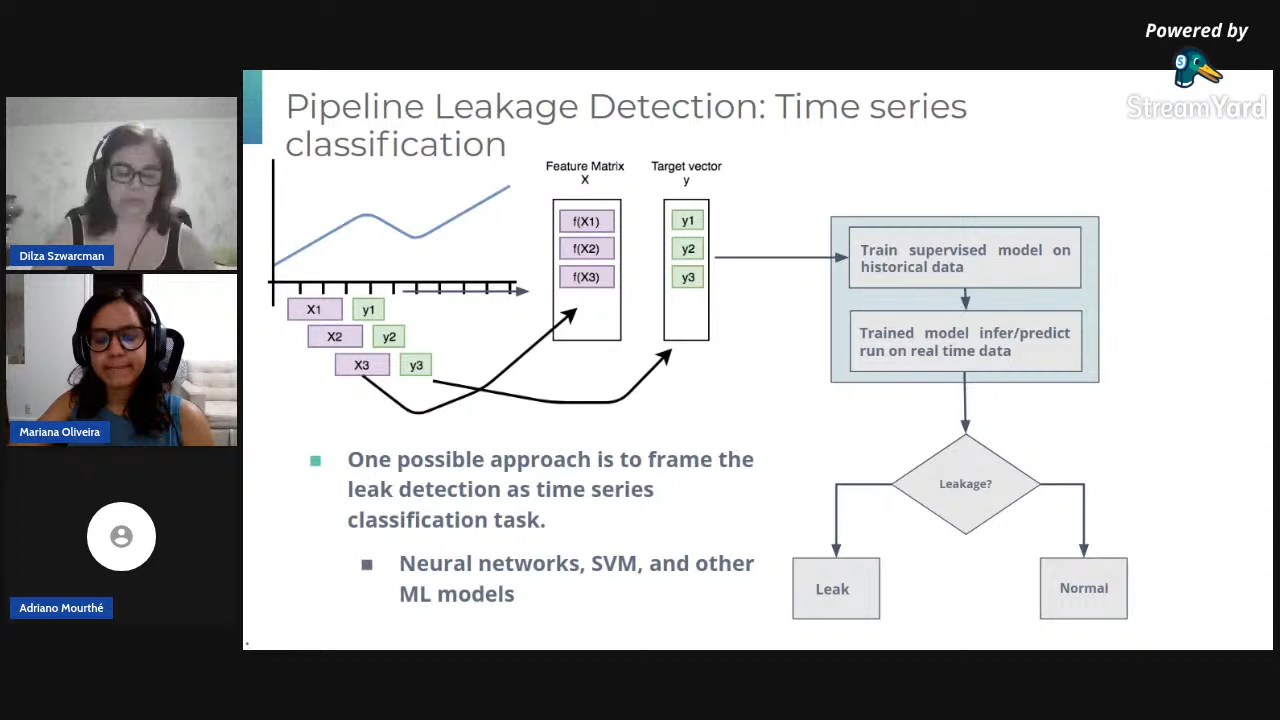 Powered by
StreamYard
Dilza Szwarcman
Mariana Oliveira
Adriano Mourthé
Pipeline Leakage Detection: Time series
classification
Feature Matrix
X
Target vector
y
f(X1)
f(X2)
f(X3)
y1
y2
y3
X1
y1
X2
y2
X3
y3
Train supervised model on
historical data
Trained model infer/predict
run on real time data
Leakage?
Leak
Normal
One possible approach is to frame the
leak detection as time series
classification task.
Neural networks, SVM, and other
ML models